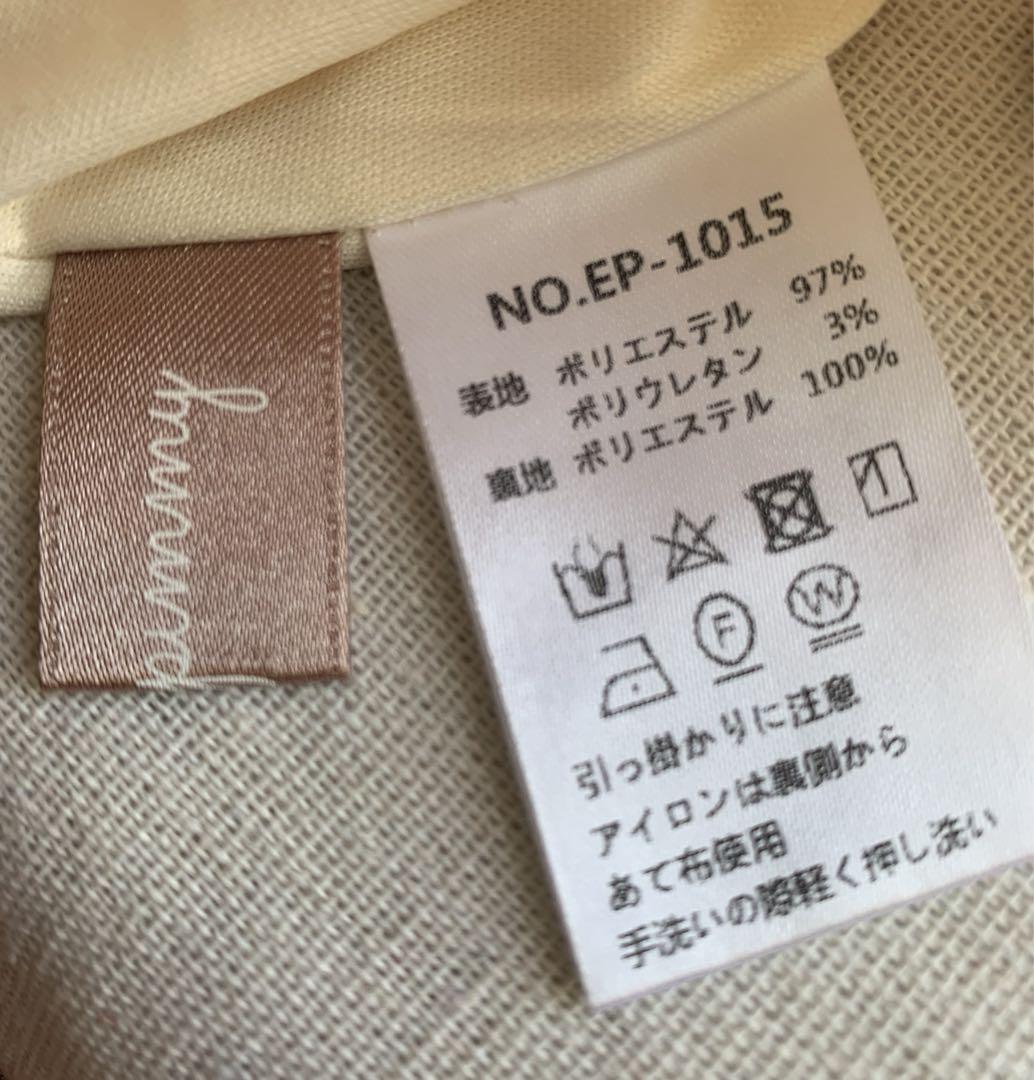 NO.EP-1015
表地 ポリエステル 97%
ポリウレタン 3%
裏地 ポリエステル 100%
F
W
引っ掛かりに注意
アイロンは裏側から
あて布使用
手洗いの際軽く押し洗い